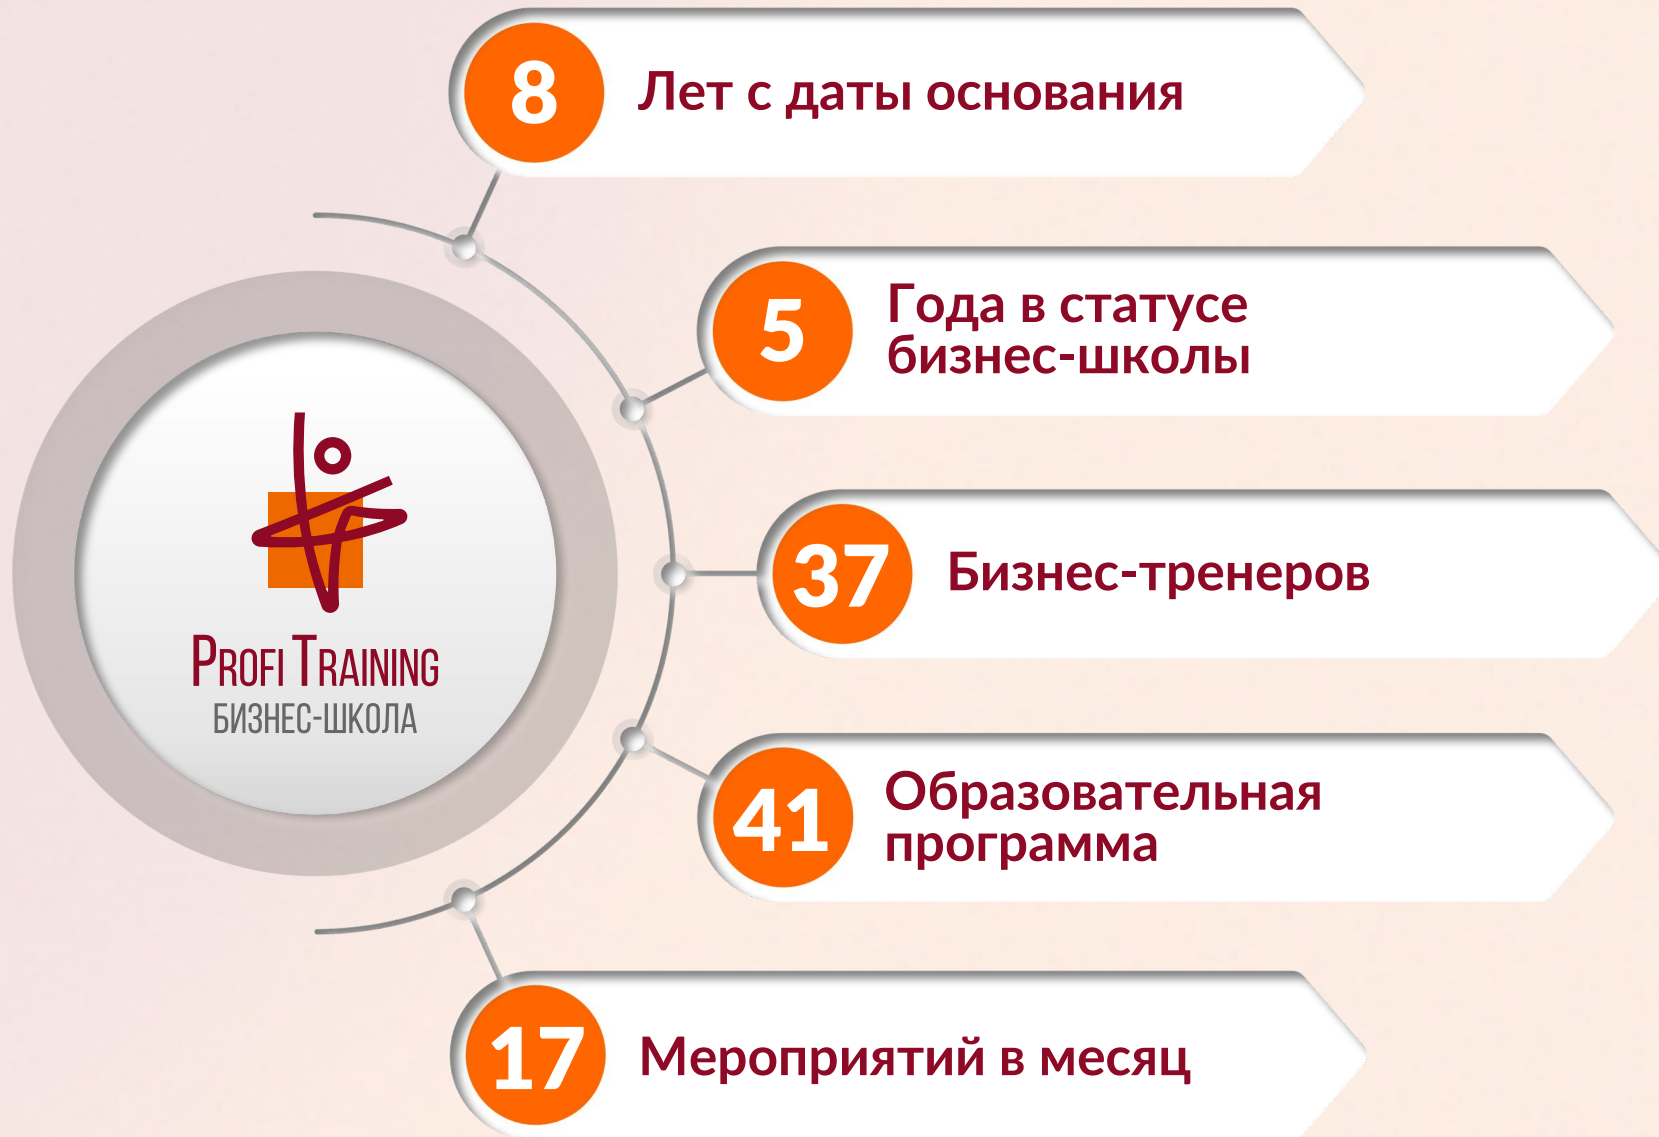 8
Лет с даты основания
5
Года в статусе
бизнес-школы
37
Бизнес-тренеров
PROFI TRAINING
БИЗНЕС-ШКОЛА
41
Образовательная
программа
17
Мероприятий в месяц